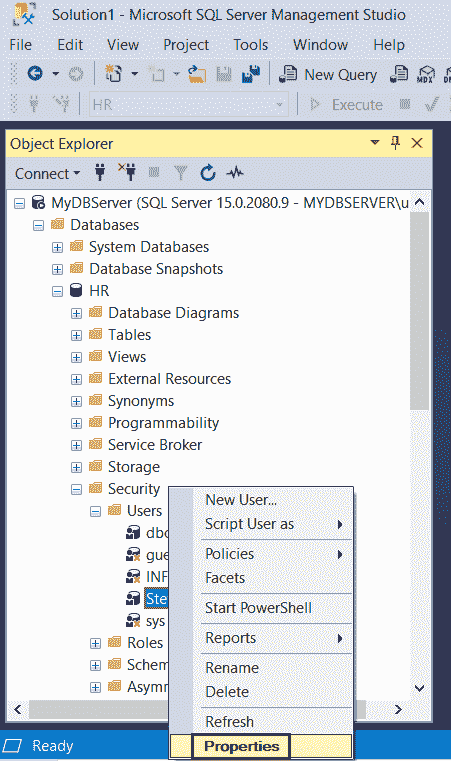 Solution1 - Microsoft SQL Server Management Studio
File Edit View Project Tools Window Help
New Query MDX DMX
HR Execute
Object Explorer
Connect
MyDBServer (SQL Server 15.0.2080.9 - MYDBSERVER\u
Databases
System Databases
Database Snapshots
HR
Database Diagrams
Tables
Views
External Resources
Synonyms
Programmability
Service Broker
Storage
Security
New User...
Users
Script User as
dbo
Policies
gue
Facets
INF
Ste
Start PowerShell
sys
Reports
Roles
Rename
Schem
Delete
Asymm
Refresh
Ready
Properties